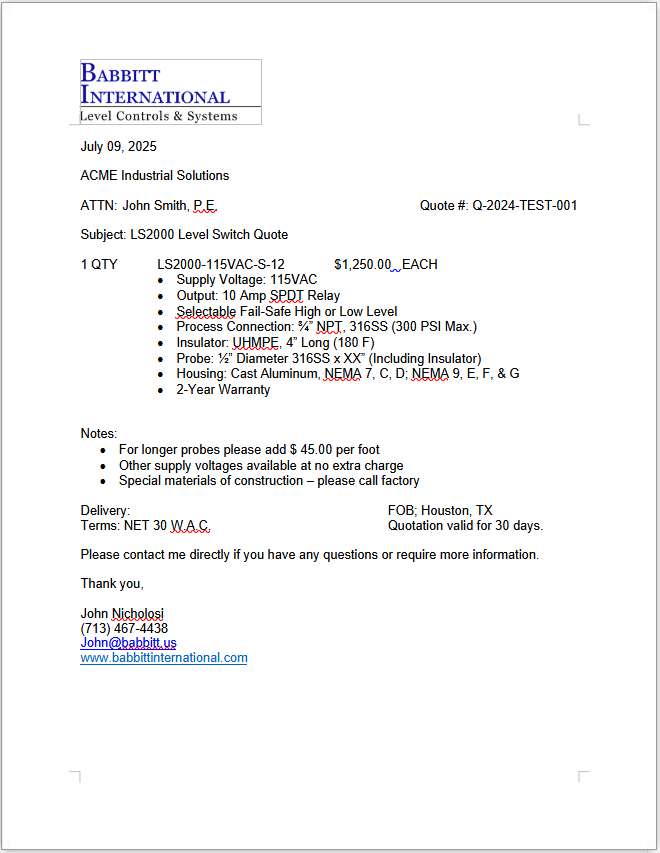 BABBITT
INTERNATIONAL
Level Controls & Systems
July 09, 2025
ACME Industrial Solutions
ATTN: John Smith, P.E. Quote #: Q-2024-TEST-001
Subject: LS2000 Level Switch Quote
1 QTY LS2000-115VAC-S-12 $1,250.00 EACH
• Supply Voltage: 115VAC
• Output: 10 Amp SPDT Relay
• Selectable Fail-Safe High or Low Level
• Process Connection: ¾” NPT, 316SS (300 PSI Max.)
• Insulator: UHMPE, 4” Long (180 F)
• Probe: ½” Diameter 316SS x XX” (Including Insulator)
• Housing: Cast Aluminum, NEMA 7, C, D; NEMA 9, E, F, & G
• 2-Year Warranty
Notes:
• For longer probes please add $ 45.00 per foot
• Other supply voltages available at no extra charge
• Special materials of construction – please call factory
Delivery: FOB; Houston, TX
Terms: NET 30 W.A.C. Quotation valid for 30 days.
Please contact me directly if you have any questions or require more information.
Thank you,
John Nicholosi
(713) 467-4438
John@babbitt.us
www.babbittinternational.com